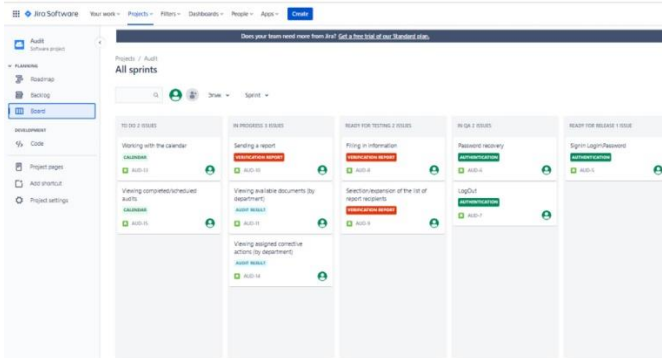 Jira Software
Your work
Projects
Filters
Dashboards
People
Apps
Create
Does your team need more from Jira? Get a free trial of our Standard plan.
Audit
Software project
PLANNING
Roadmap
Backlog
Board
DEVELOPMENT
Code
Project pages
Add shortcut
Project settings
Projects / Audit
All sprints
Sprint
TO DO 2 ISSUES
Working with the calendar
CALENDAR
Viewing completed/scheduled
Audits
CALENDAR
IN PROGRESS 3 ISSUES
Sending a report
VERIFICATION REPORT
AUD-10
Viewing available documents (by
department)
AUDIT RESULT
AUD-11
Viewing assigned corrective
actions (by department)
AUDIT RESULT
AUD-14
READY FOR TESTING 2 ISSUES
Filling in information
VERIFICATION REPORT
AUD-8
Selection/expansion of the list of
report recipients
VERIFICATION REPORT
AUD-9
IN QA 2 ISSUES
Password recovery
AUTHENTICATION
AUD-6
LogOut
AUTHENTICATION
AUD-7
READY FOR RELEASE 1 ISSUE
SignIn Login\Password
AUTHENTICATION
AUD-5